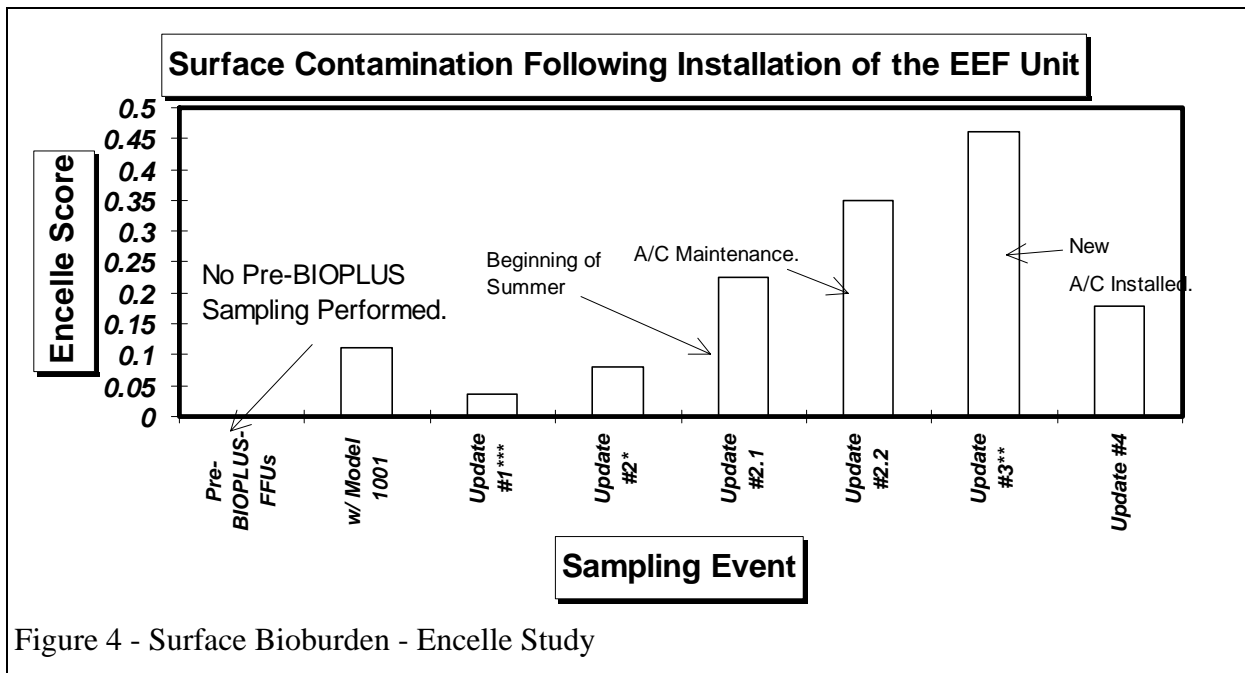 Surface Contamination Following Installation of the EEF Unit
Encelle Score
0.5
0.45
0.4
0.35
0.3
0.25
0.2
0.15
0.1
0.05
0
No Pre-BIOPLUS
Sampling Performed.
Beginning of
Summer
A/C Maintenance.
New
A/C Installed.
Pre-
BIOPLUS-
FFUs
w/ Model
1001
Update
#1***
Update
#2*
Update
#2.1
Update
#2.2
Update
#3**
Update #4
Sampling Event
Figure 4 - Surface Bioburden - Encelle Study